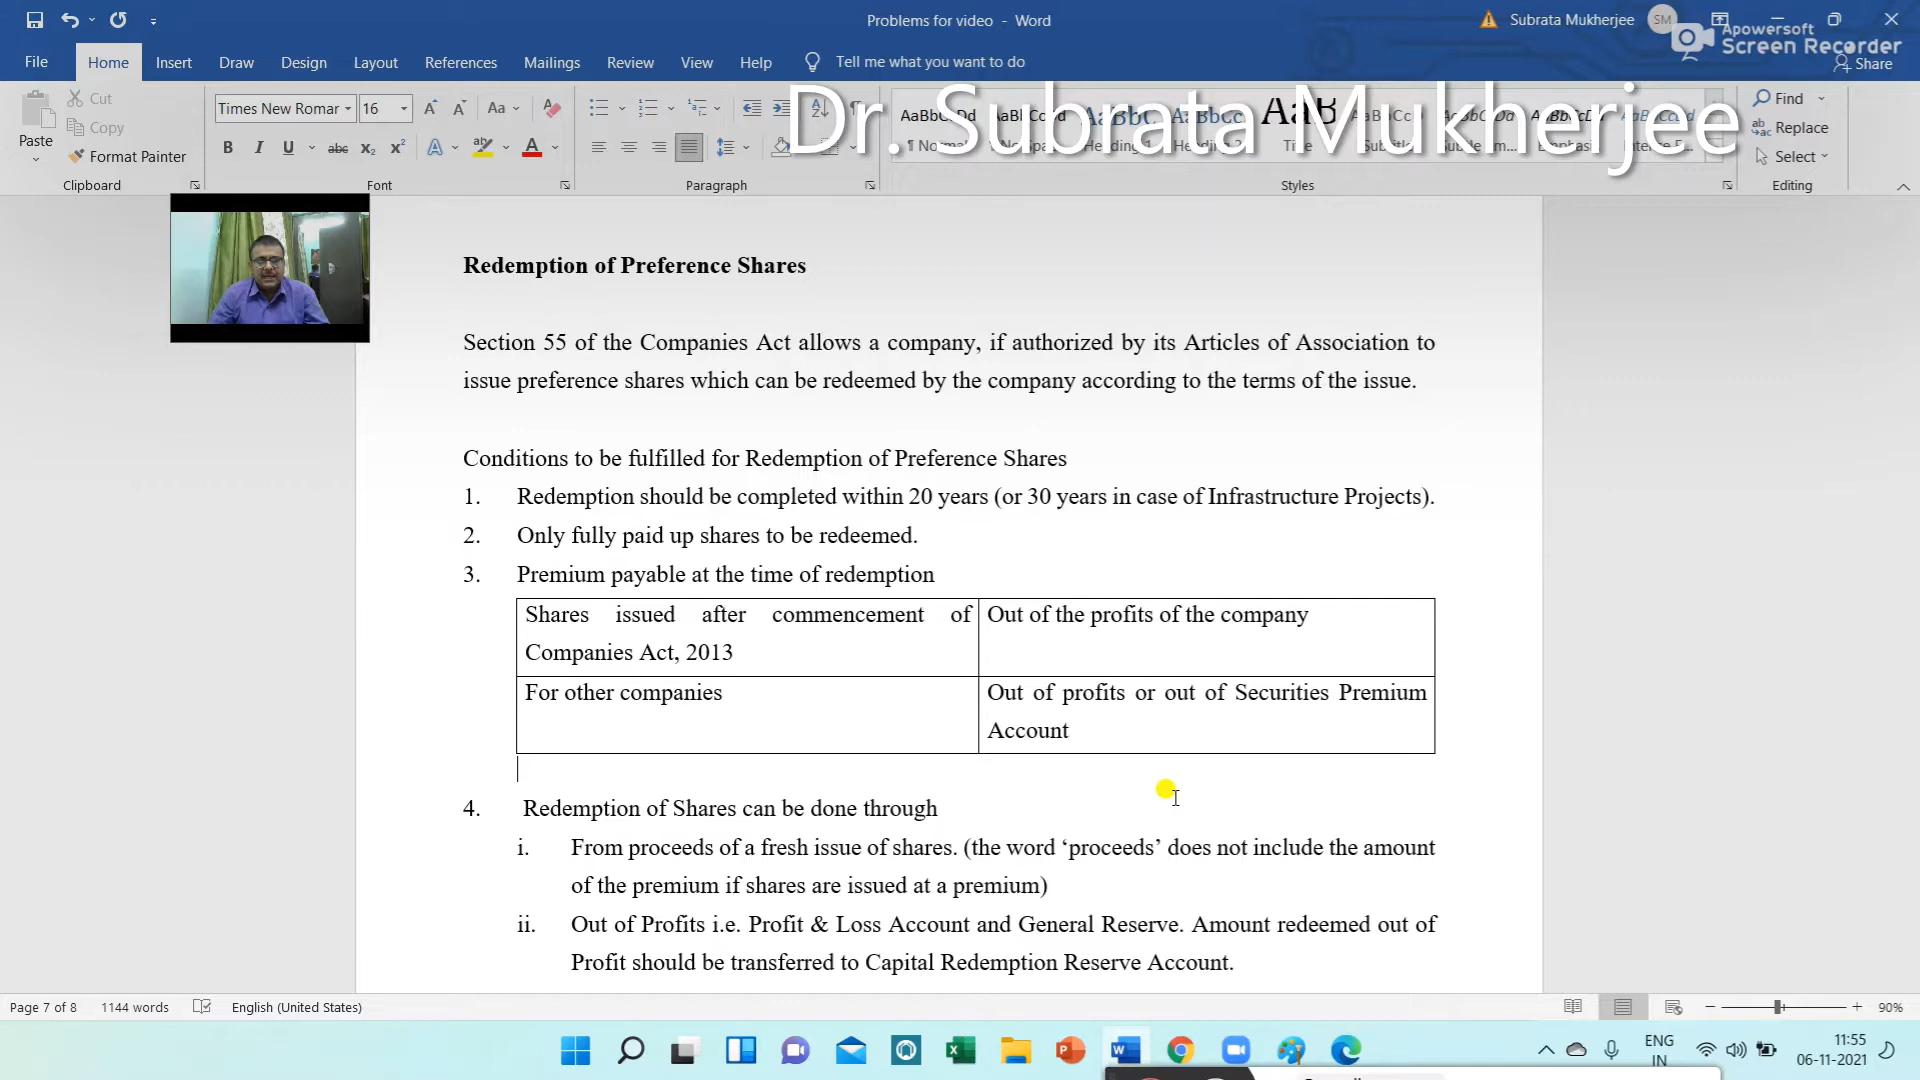 Problems for video - Word
Subrata Mukherjee
SM
Apowersoft
Screen Recorder
File Home Insert Draw Design Layout References Mailings Review View Help Tell me what you want to do
Share
Dr. Subrata Mukherjee
Paste
Cut
Copy
Format Painter
Times New Romar 16
Find
Replace
Select
Clipboard Font Paragraph Styles Editing
Redemption of Preference Shares
Section 55 of the Companies Act allows a company, if authorized by its Articles of Association to
issue preference shares which can be redeemed by the company according to the terms of the issue.
Conditions to be fulfilled for Redemption of Preference Shares
1. Redemption should be completed within 20 years (or 30 years in case of Infrastructure Projects).
2. Only fully paid up shares to be redeemed.
3. Premium payable at the time of redemption
Shares issued after commencement of Out of the profits of the company
Companies Act, 2013
For other companies Out of profits or out of Securities Premium
Account
4. Redemption of Shares can be done through
i. From proceeds of a fresh issue of shares. (the word ‘proceeds’ does not include the amount
of the premium if shares are issued at a premium)
ii. Out of Profits i.e. Profit & Loss Account and General Reserve. Amount redeemed out of
Profit should be transferred to Capital Redemption Reserve Account.
Page 7 of 8 1144 words English (United States) 90%
ENG
IN
11:55
06-11-2021